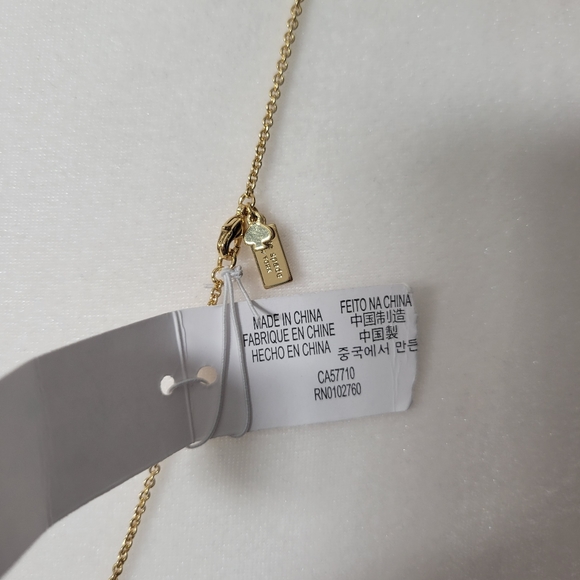 MADE IN CHINA
FABRIQUE EN CHINE
HECHO EN CHINA
FEITO NA CHINA
中国制造
中国製
중국에서 만든
CA57710
RN0102760